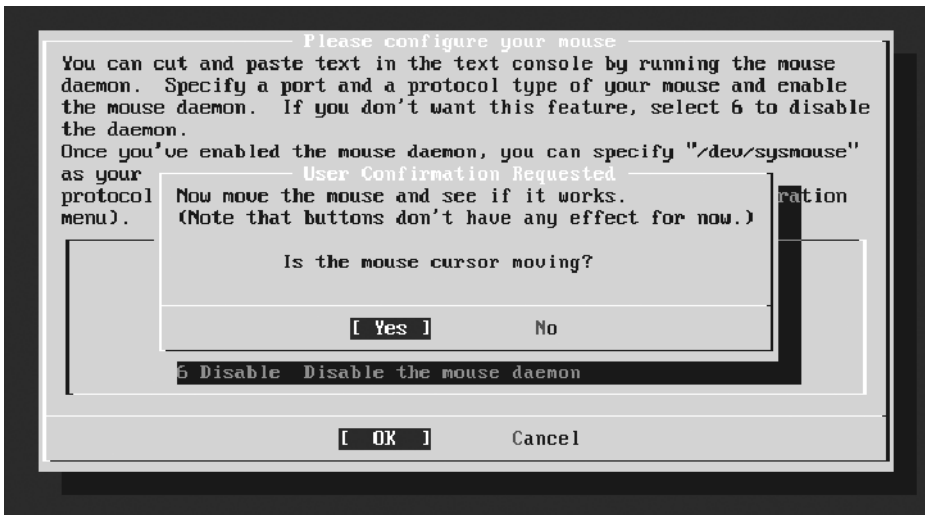 Please configure your mouse
You can cut and paste text in the text console by running the mouse
daemon.  Specify a port and a protocol type of your mouse and enable
the mouse daemon.  If you don't want this feature, select 6 to disable
the daemon.
Once you've enabled the mouse daemon, you can specify "/dev/sysmouse"
as your
User Confirmation Requested
protocol
ration
menu).
Now move the mouse and see if it works.
(Note that buttons don't have any effect for now.)
Is the mouse cursor moving?
[ Yes ] No
6 Disable  Disable the mouse daemon
[ OK ] Cancel